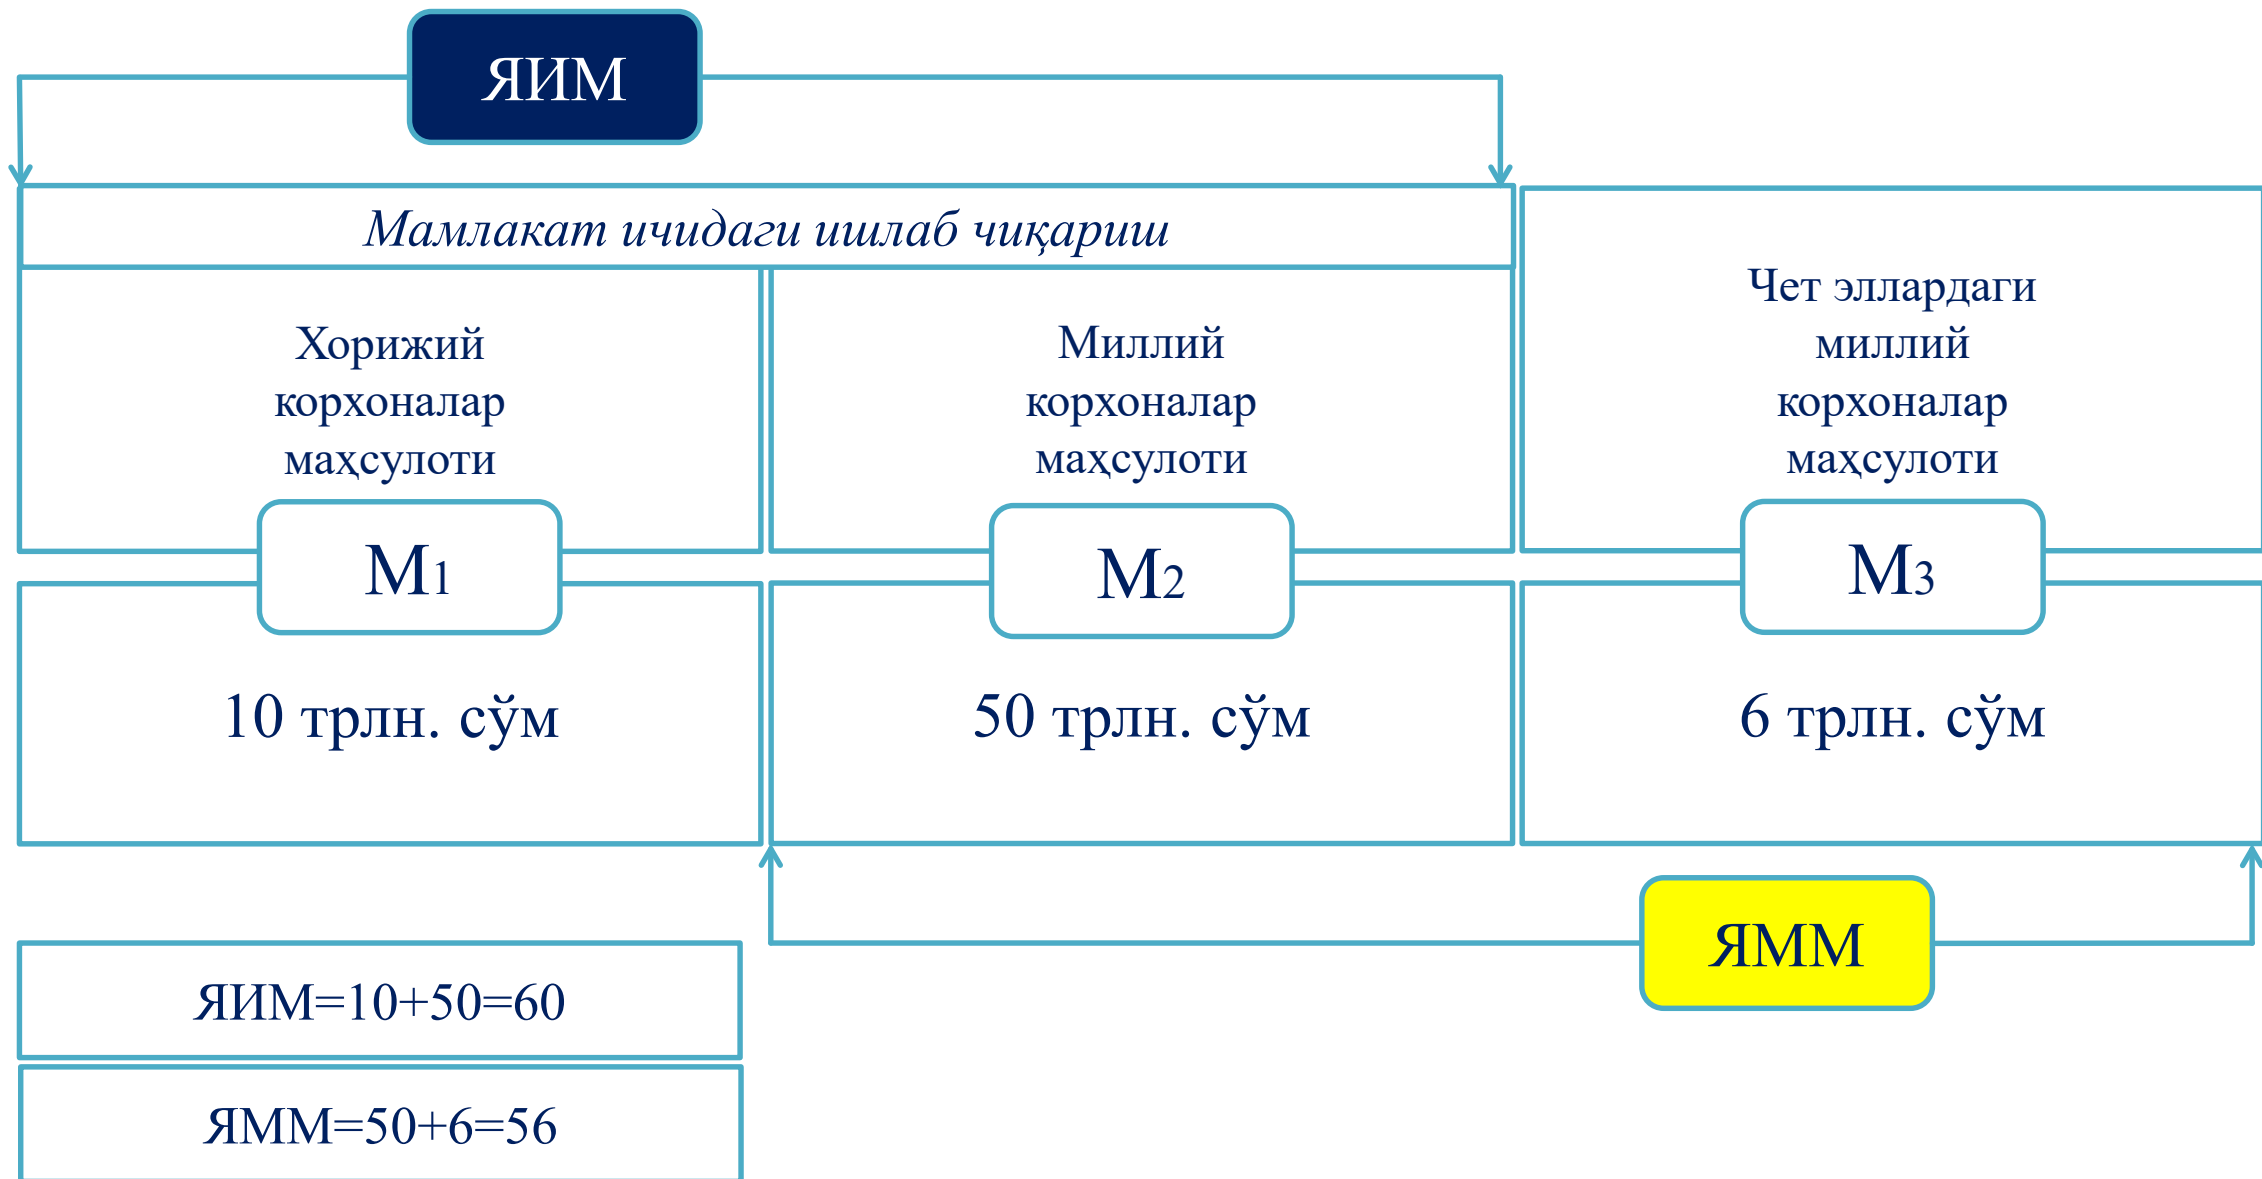 ЯИМ
Мамлакат ичидаги ишлаб чиқариш
Хорижий
корхоналар
маҳсулоти
Миллий
корхоналар
маҳсулоти
Чет эллардаги
миллий
корхоналар
маҳсулоти
М1
М2
М3
10 трлн. сўм
50 трлн. сўм
6 трлн. сўм
ЯММ
ЯИМ=10+50=60
ЯММ=50+6=56